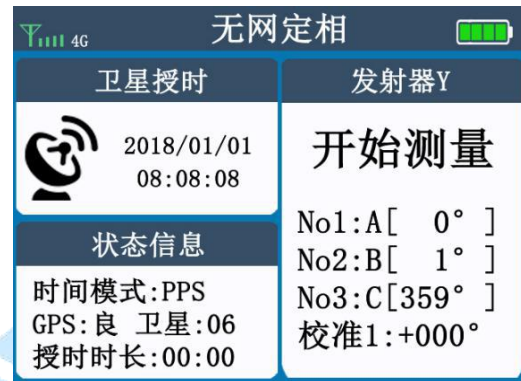 4G
无网定相
卫星授时
2018/01/01
08:08:08
状态信息
时间模式:PPS
GPS:良 卫星:06
授时时长:00:00
发射器Y
开始测量
No1:A[  0° ]
No2:B[  1° ]
No3:C[359° ]
校准1:+000°